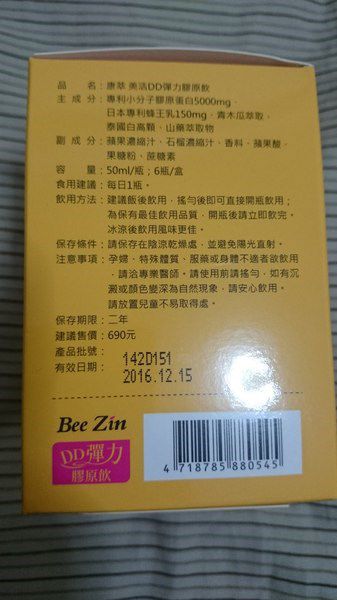 品　　名：康萃 美活DD彈力膠原飲
主 成 分：專利小分子膠原蛋白5000mg、
日本專利蜂王乳150mg、青木瓜萃取、
泰國白高顆、山藥萃取物
副 成 分：蘋果濃縮汁、石榴濃縮汁、香料、蘋果酸、
果糖粉、蔗糖素
容　　量：50ml/瓶；6瓶/盒
食用建議：每日1瓶。
飲用方法：建議飯後飲用，搖勻後即可直接開瓶飲用；
為保有最佳飲用品質，開瓶後請立即飲完。
冰涼後飲用風味更佳。
保存條件：請保存在陰涼乾燥處，並避免陽光直射。
注意事項：孕婦、特殊體質、服藥或身體不適者欲飲用
，請洽專業醫師。請使用前請搖勻，如有沉
澱或顏色變深為自然現象，請安心飲用。
請放置兒童不易取得處。
保存期限：二年
建議售價：690元
產品批號：142D151
有效日期：2016.12.15
Bee Zin
DD彈力
膠原飲
4 718785 880545